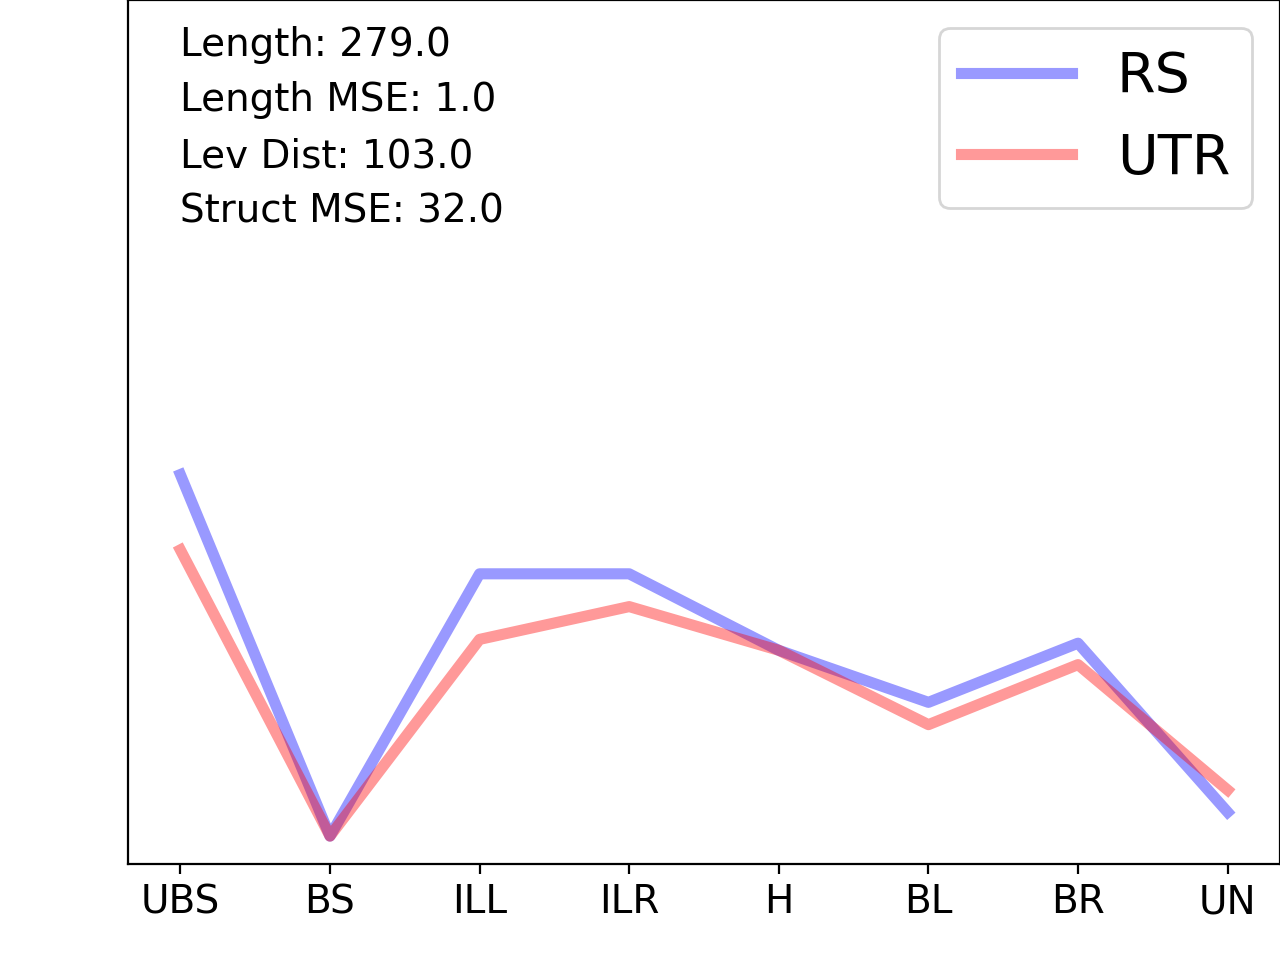 Length: 279.0
Length MSE: 1.0
Lev Dist: 103.0
Struct MSE: 32.0
RS
UTR
UBS BS ILL ILR H BL BR UN